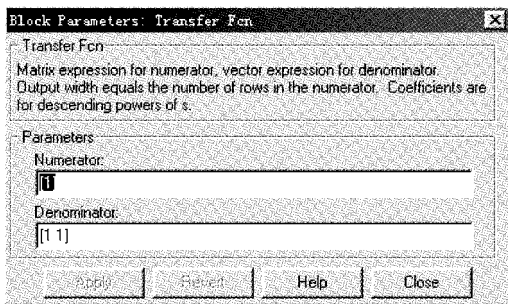 Block Parameters: Transfer Fcn
Transfer Fcn
Matrix expression for numerator, vector expression for denominator.
Output width equals the number of rows in the numerator. Coefficients are
for descending powers of s.
Parameters
Numerator:
[1]
Denominator:
[1 1]
Apply Revert Help Close